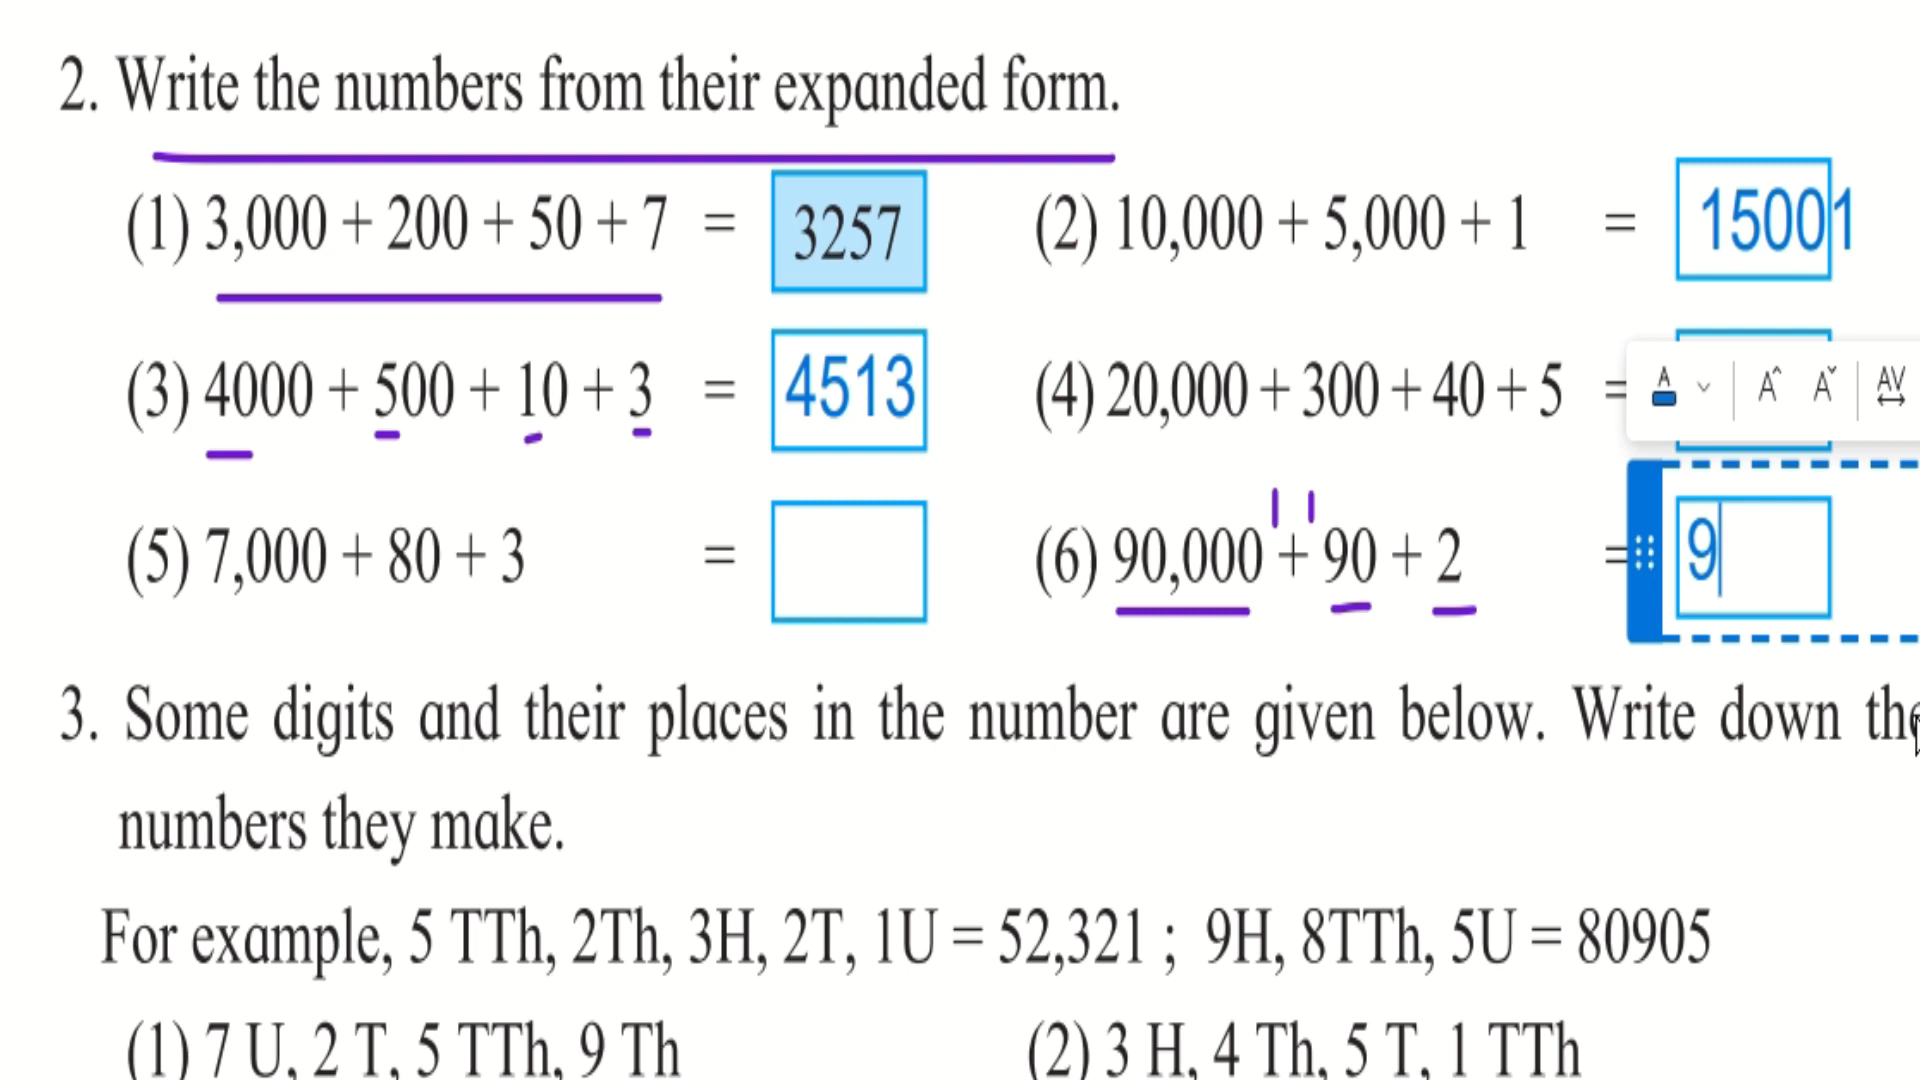 2. Write the numbers from their expanded form.
(1) 3,000 + 200 + 50 + 7 = 3257 (2) 10,000 + 5,000 + 1 = 15001
(3) 4000 + 500 + 10 + 3 = 4513 (4) 20,000 + 300 + 40 + 5 = A A^ Aˇ AV
(5) 7,000 + 80 + 3 = (6) 90,000 + 90 + 2 = 9
3. Some digits and their places in the number are given below. Write down the
numbers they make.
For example, 5 TTh, 2Th, 3H, 2T, 1U = 52,321 ; 9H, 8TTh, 5U = 80905
(1) 7 U, 2 T, 5 TTh, 9 Th (2) 3 H, 4 Th, 5 T, 1 TTh